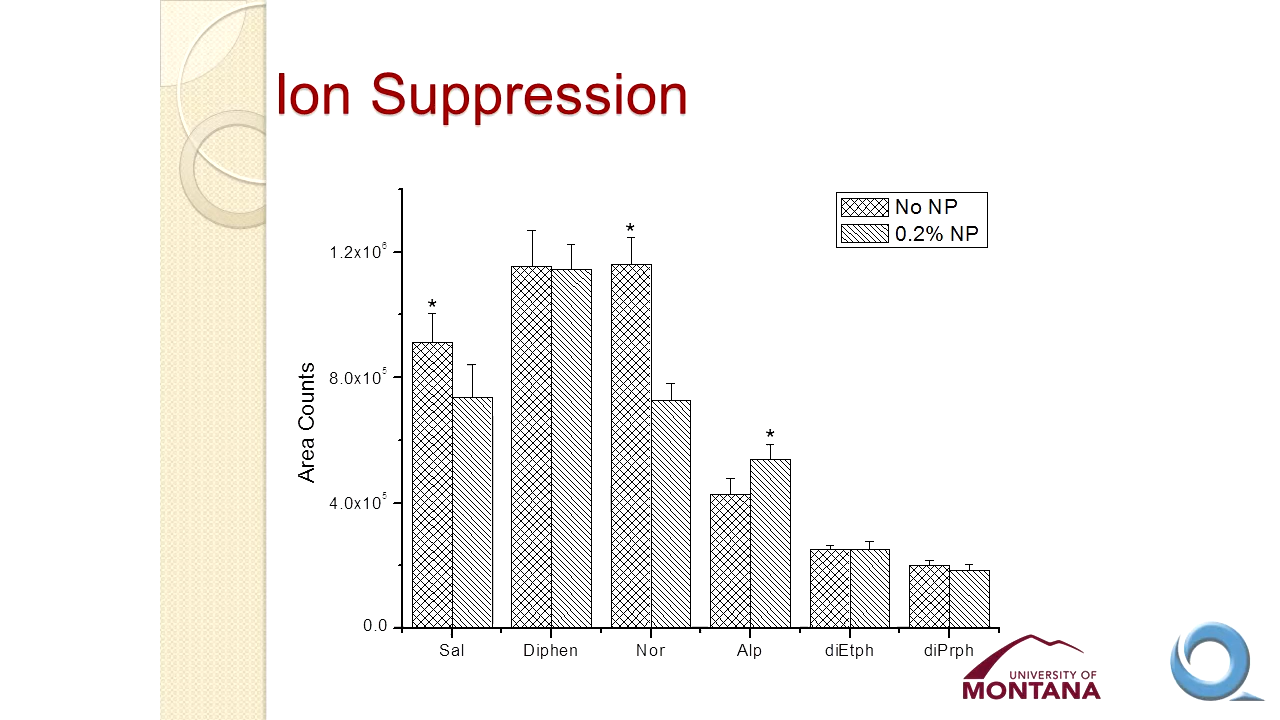 Ion Suppression
No NP
0.2% NP
*
*
*
1.2x10⁶
8.0x10⁵
4.0x10⁵
0.0
Area Counts
Sal Diphen Nor Alp diEtph diPrph
UNIVERSITY OF
MONTANA